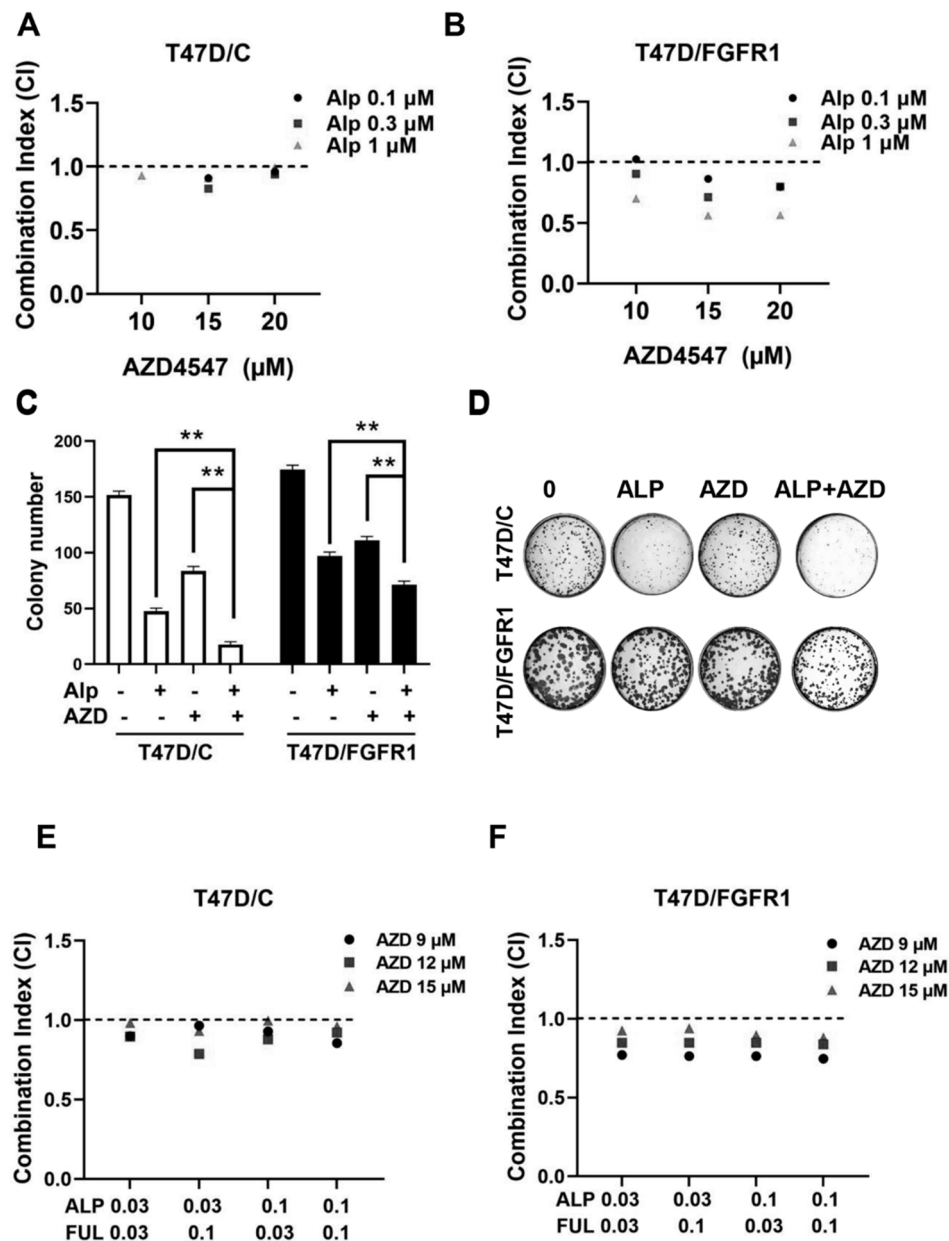 A
T47D/C
Combination Index (CI)
1.5
1.0
0.5
0.0
Alp 0.1 µM
Alp 0.3 µM
Alp 1 µM
10 15 20
AZD4547 (µM)
B
T47D/FGFR1
Combination Index (CI)
1.5
1.0
0.5
0.0
Alp 0.1 µM
Alp 0.3 µM
Alp 1 µM
10 15 20
AZD4547 (µM)
C
Colony number
200
150
100
50
0
**
**
**
**
Alp - + - + - + - +
AZD - - + + - - + +
T47D/C T47D/FGFR1
D
0 ALP AZD ALP+AZD
T47D/C
T47D/FGFR1
E
T47D/C
Combination Index (CI)
1.5
1.0
0.5
0.0
AZD 9 µM
AZD 12 µM
AZD 15 µM
ALP 0.03 0.03 0.1 0.1
FUL 0.03 0.1 0.03 0.1
F
T47D/FGFR1
Combination Index (CI)
1.5
1.0
0.5
0.0
AZD 9 µM
AZD 12 µM
AZD 15 µM
ALP 0.03 0.03 0.1 0.1
FUL 0.03 0.1 0.03 0.1